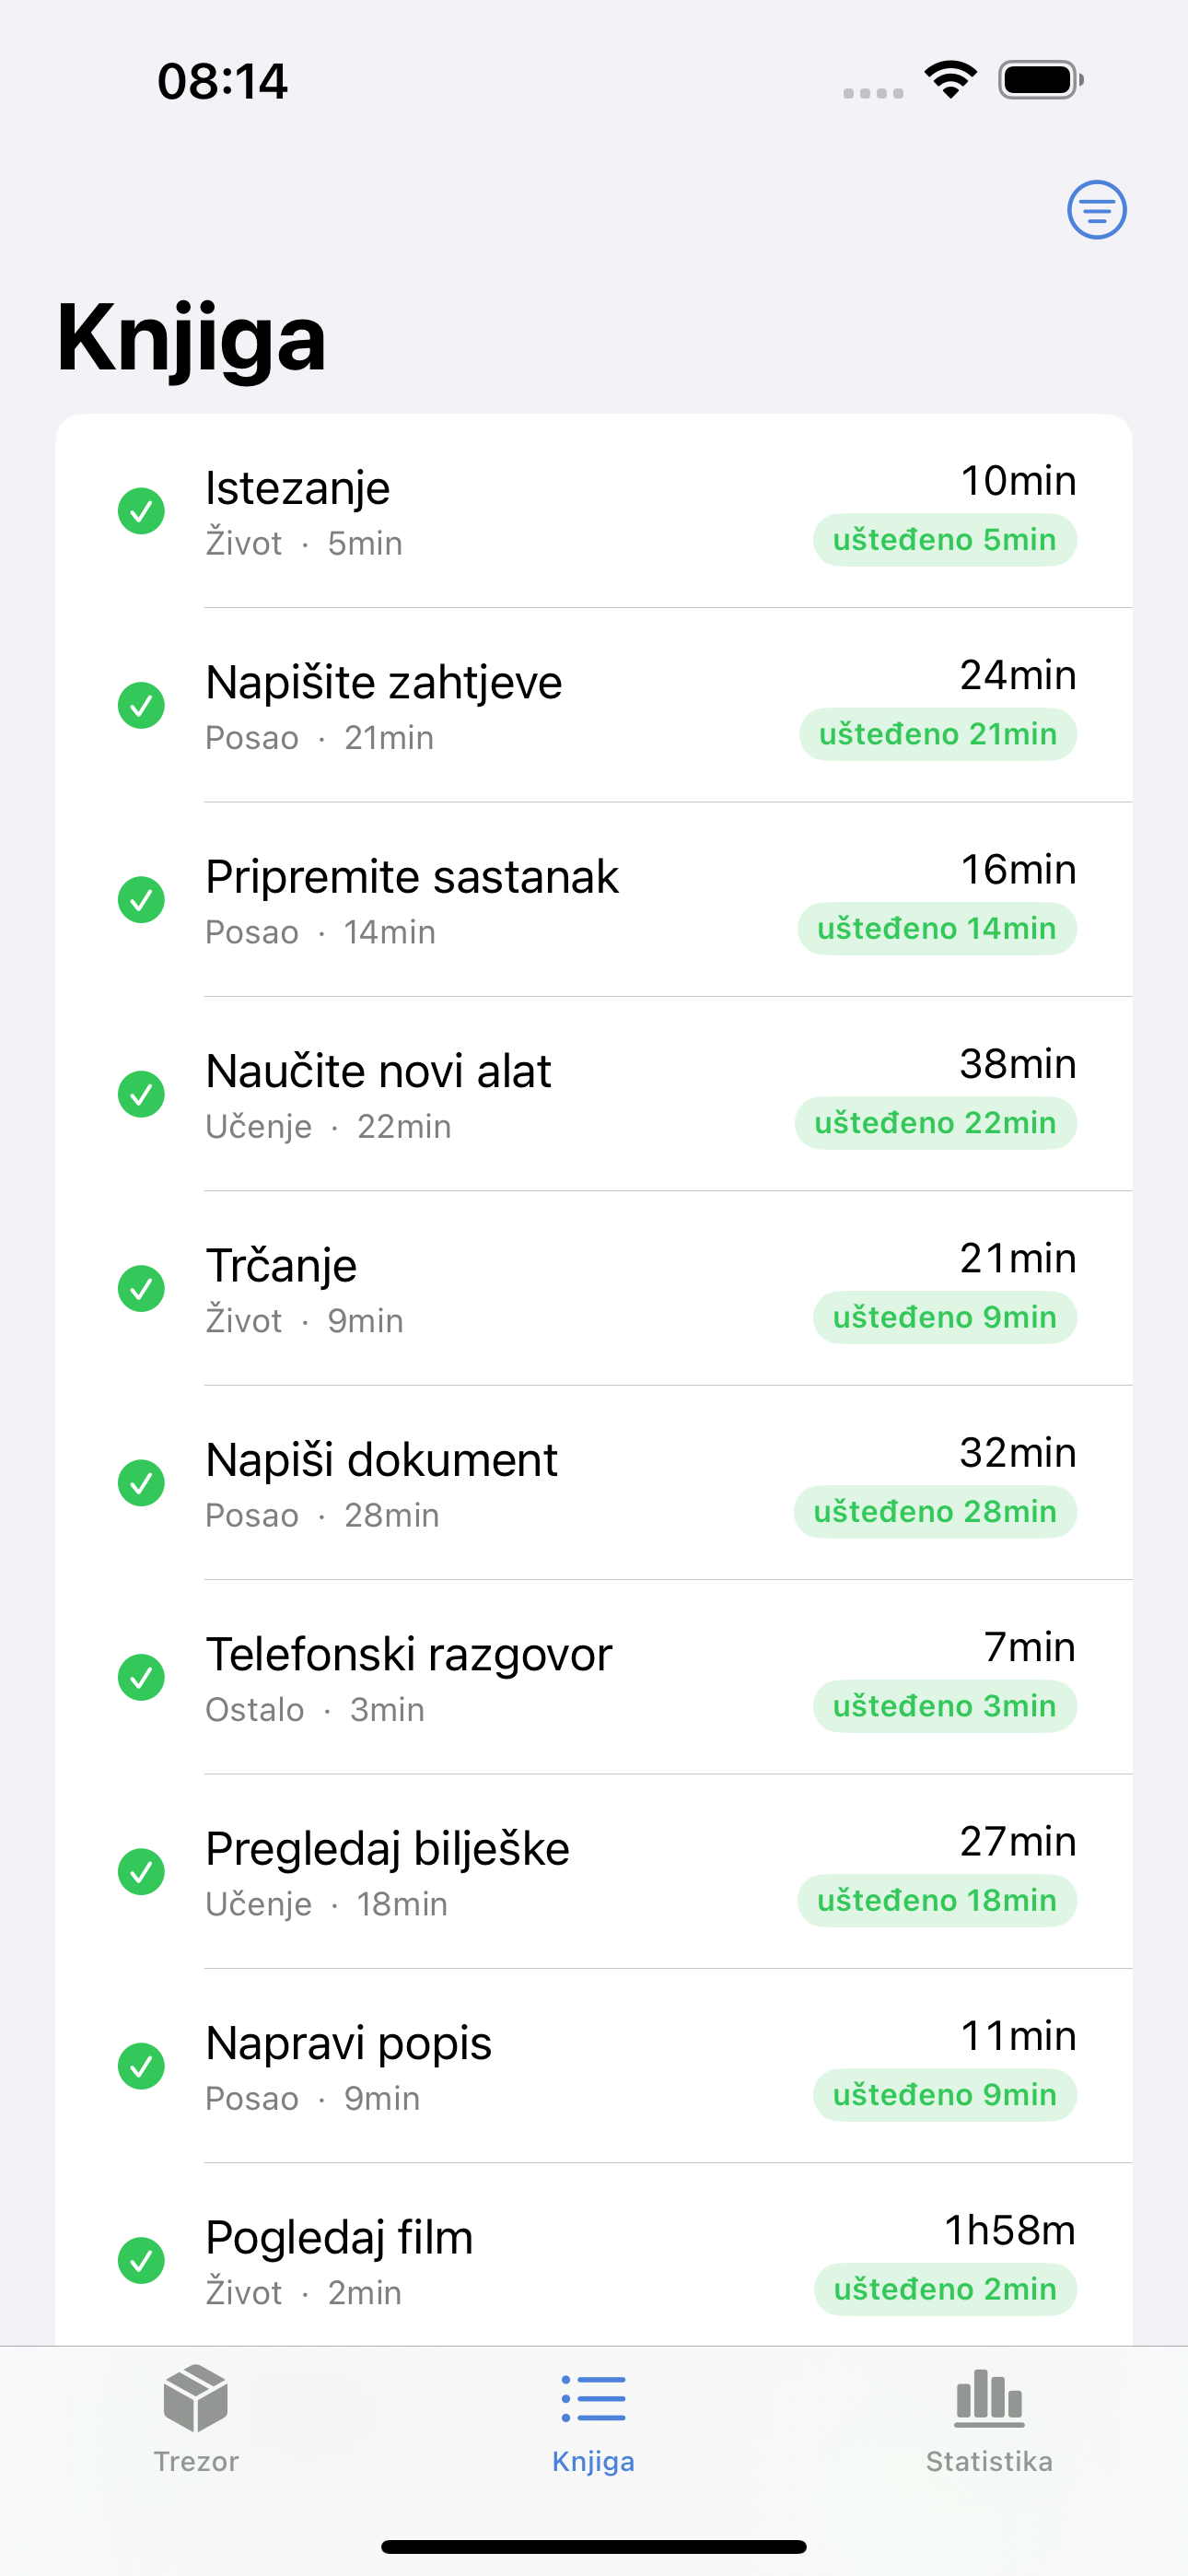 08:14
Knjiga
Istezanje
10min
Život · 5min
ušteđeno 5min
Napišite zahtjeve
24min
Posao · 21min
ušteđeno 21min
Pripremite sastanak
16min
Posao · 14min
ušteđeno 14min
Naučite novi alat
38min
Učenje · 22min
ušteđeno 22min
Trčanje
21min
Život · 9min
ušteđeno 9min
Napiši dokument
32min
Posao · 28min
ušteđeno 28min
Telefonski razgovor
7min
Ostalo · 3min
ušteđeno 3min
Pregledaj bilješke
27min
Učenje · 18min
ušteđeno 18min
Napravi popis
11min
Posao · 9min
ušteđeno 9min
Pogledaj film
1h58m
Život · 2min
ušteđeno 2min
Trezor
Knjiga
Statistika